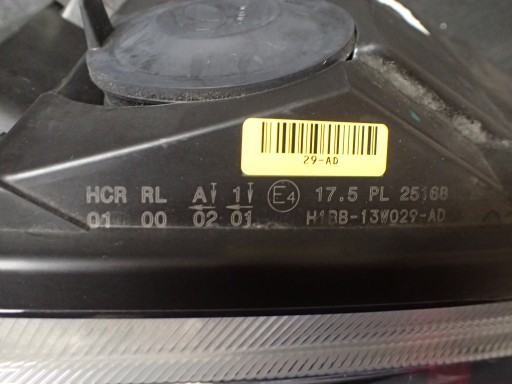 29-AD
HCR RL A 1 E4 17.5 PL 25168
01 00 02 01 H1BB-13W029-AD